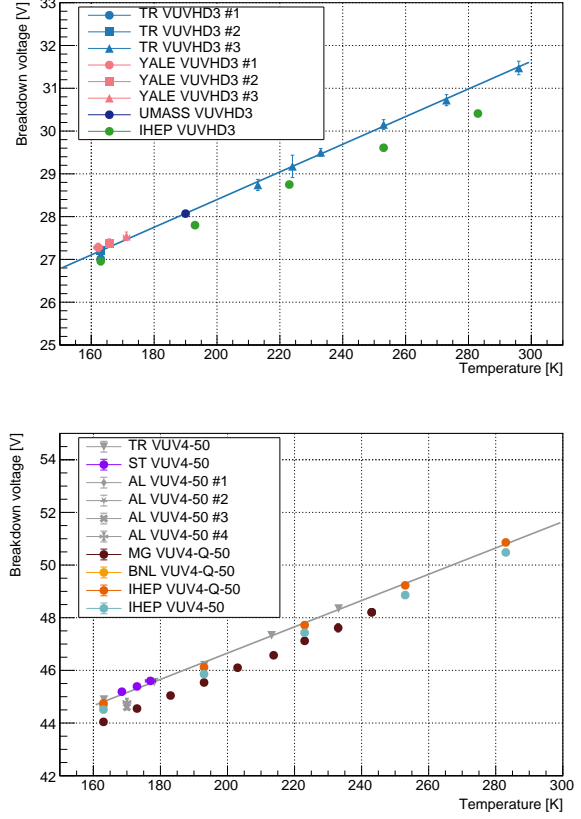 Breakdown voltage [V]
33
32
31
30
29
28
27
26
25
TR VUVHD3 #1
TR VUVHD3 #2
TR VUVHD3 #3
YALE VUVHD3 #1
YALE VUVHD3 #2
YALE VUVHD3 #3
UMASS VUVHD3
IHEP VUVHD3
160 180 200 220 240 260 280 300
Temperature [K]
Breakdown voltage [V]
54
52
50
48
46
44
42
TR VUV4-50
ST VUV4-50
AL VUV4-50 #1
AL VUV4-50 #2
AL VUV4-50 #3
AL VUV4-50 #4
MG VUV4-Q-50
BNL VUV4-Q-50
IHEP VUV4-Q-50
IHEP VUV4-50
160 180 200 220 240 260 280 300
Temperature [K]